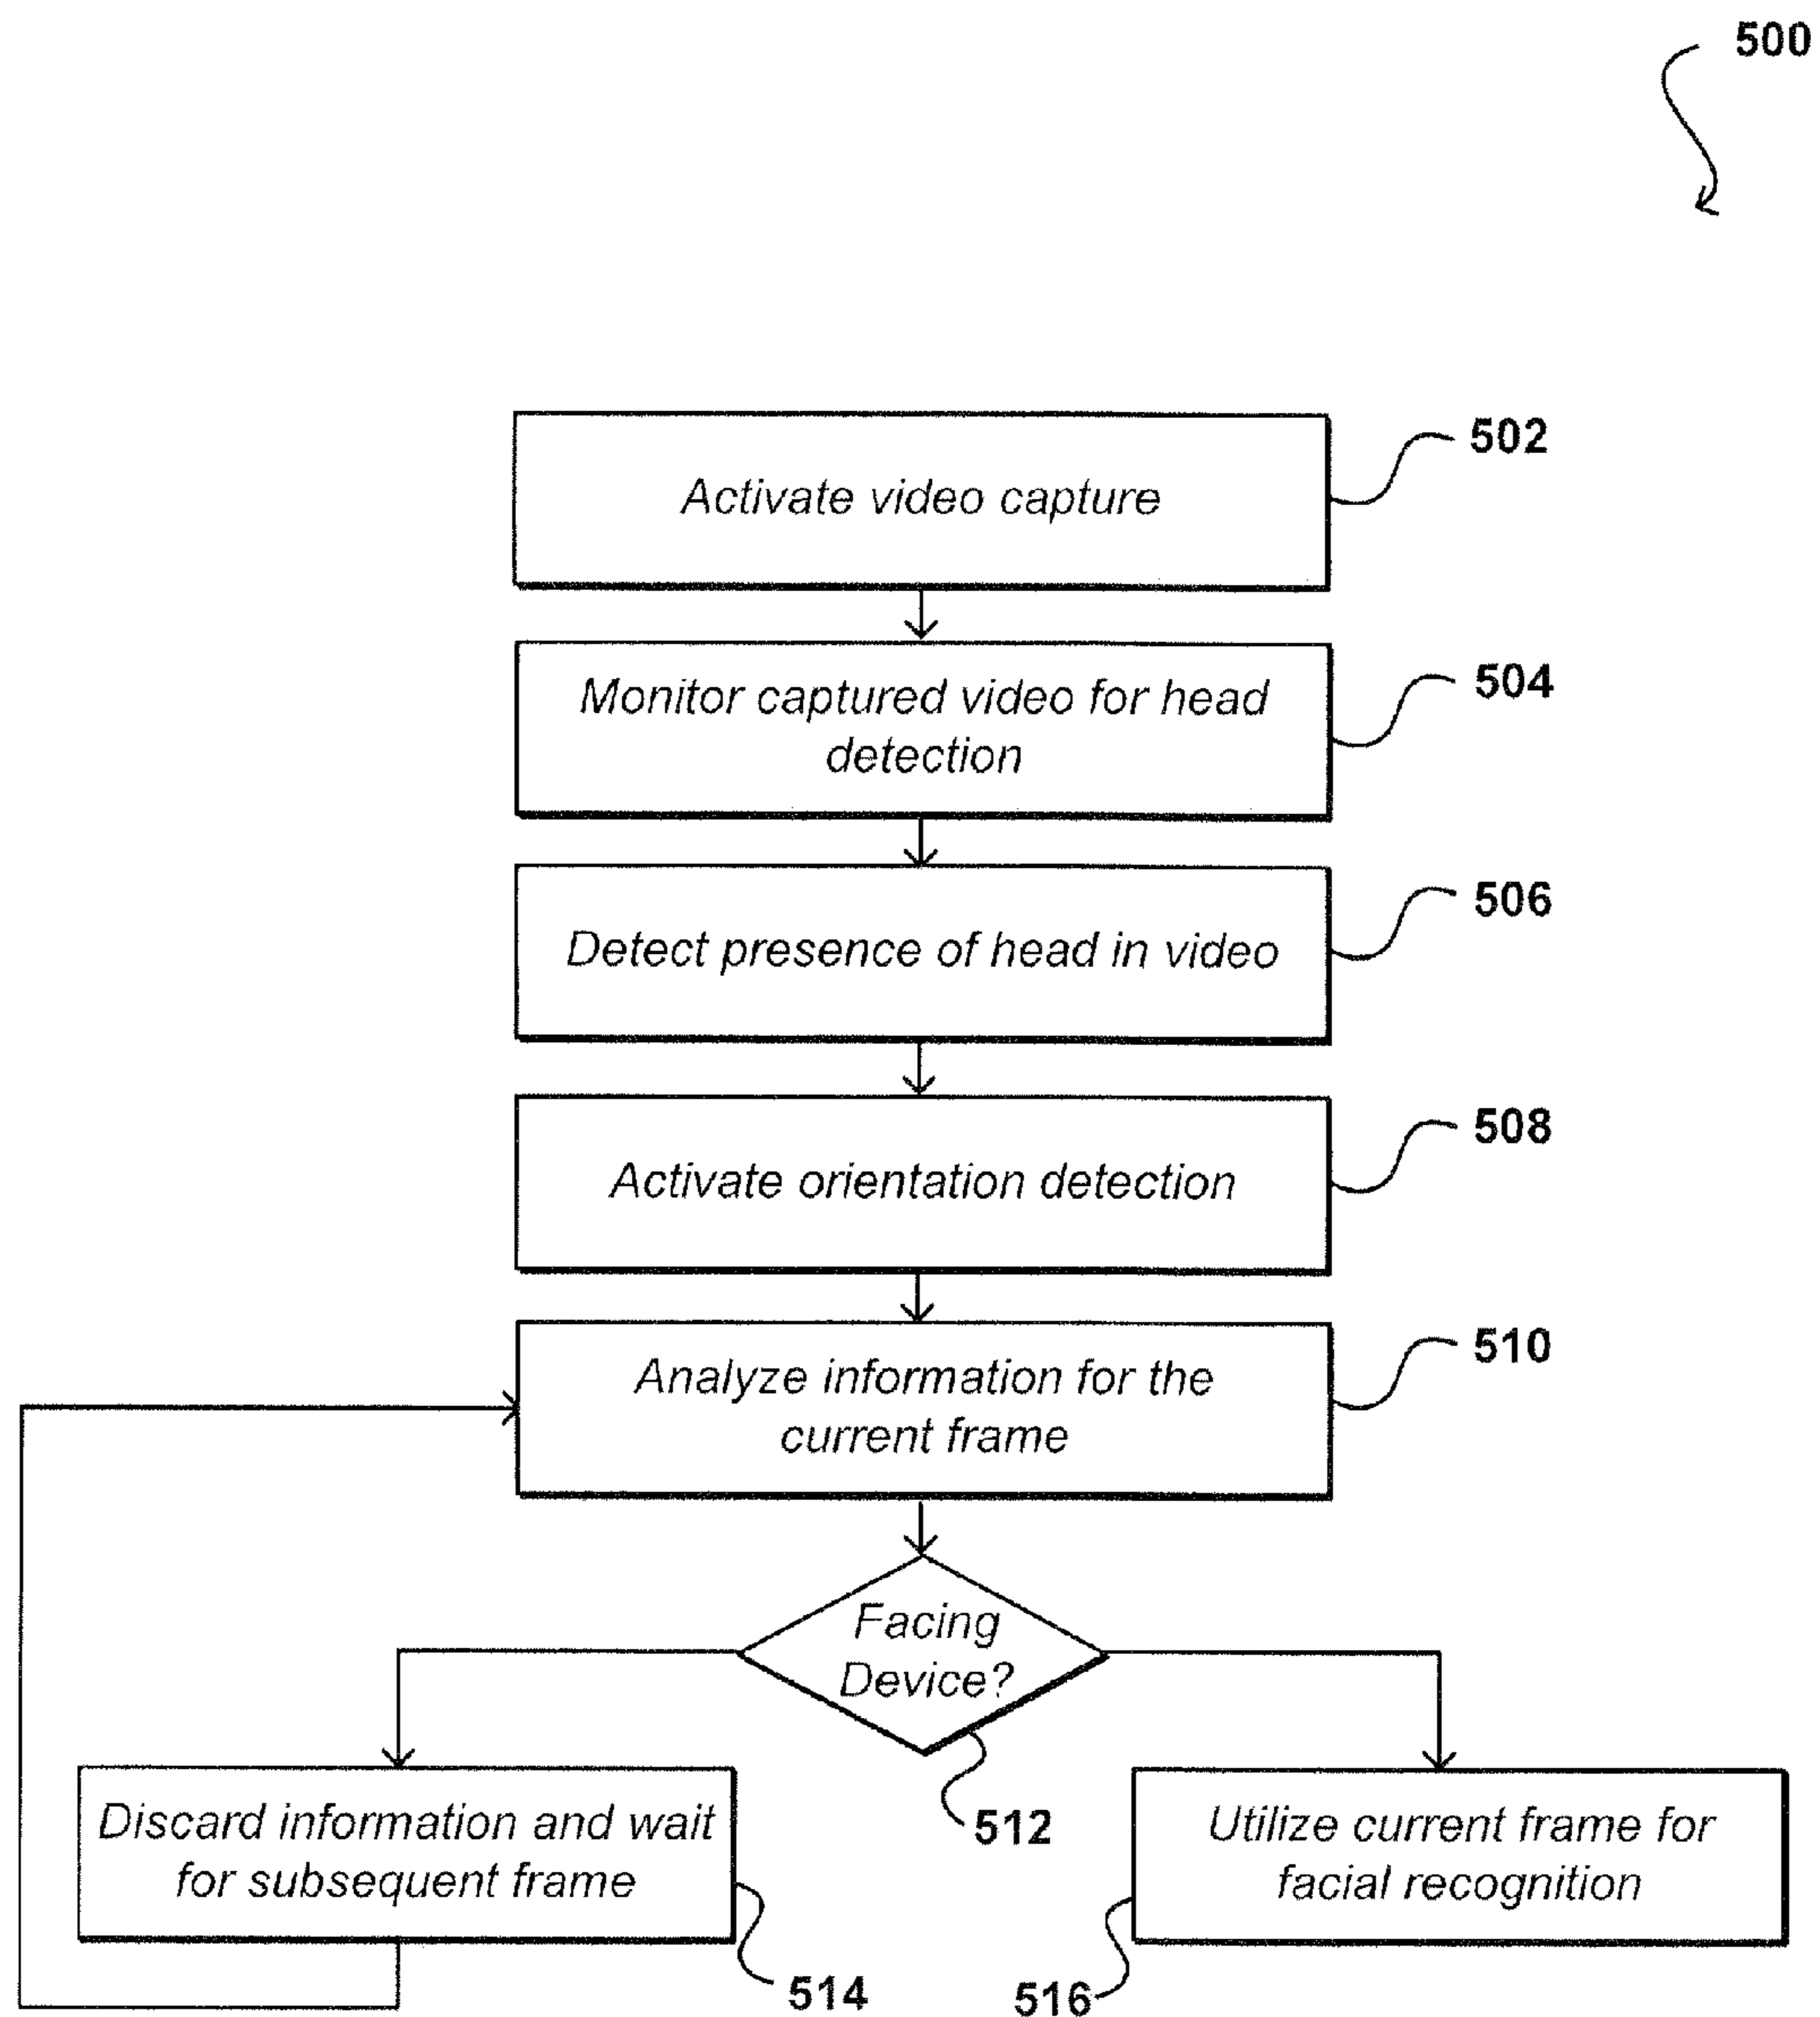 500
Activate video capture
502
Monitor captured video for head
detection
504
Detect presence of head in video
506
Activate orientation detection
508
Analyze information for the
current frame
510
Facing
Device?
512
Discard information and wait
for subsequent frame
514
Utilize current frame for
facial recognition
516